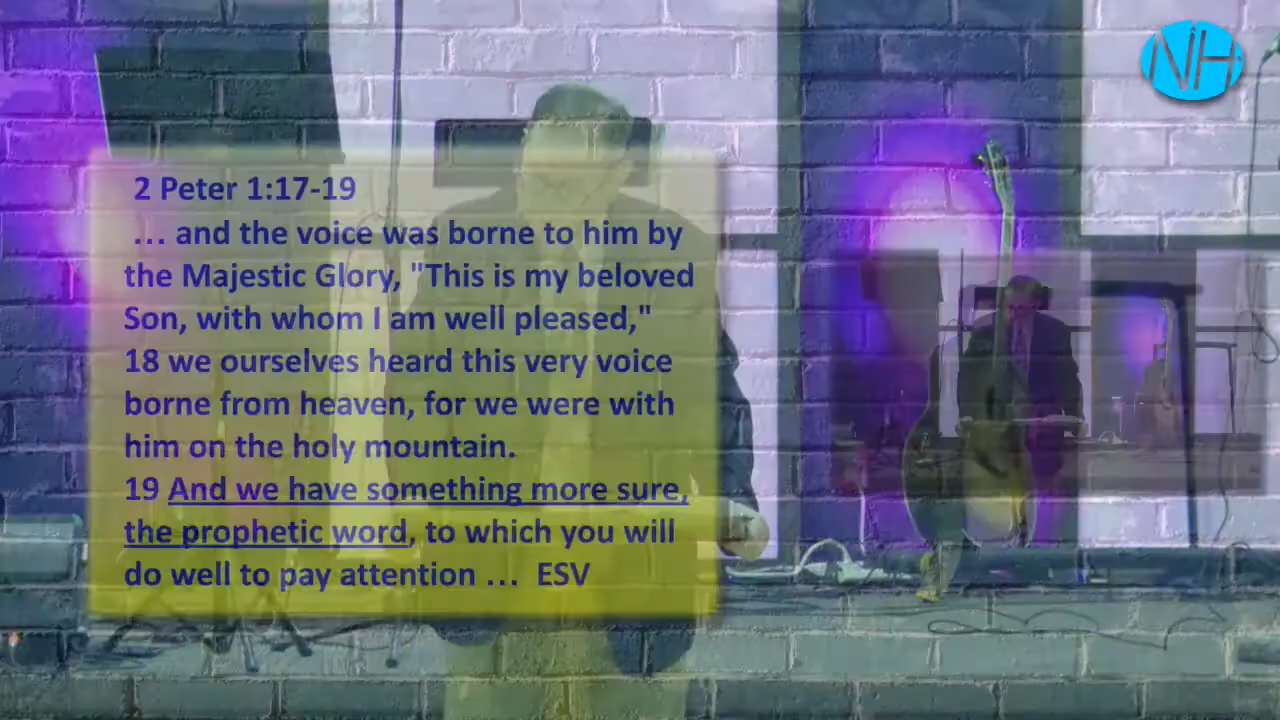 NH
2 Peter 1:17-19
… and the voice was borne to him by
the Majestic Glory, "This is my beloved
Son, with whom I am well pleased,"
18 we ourselves heard this very voice
borne from heaven, for we were with
him on the holy mountain.
19 And we have something more sure,
the prophetic word, to which you will
do well to pay attention … ESV